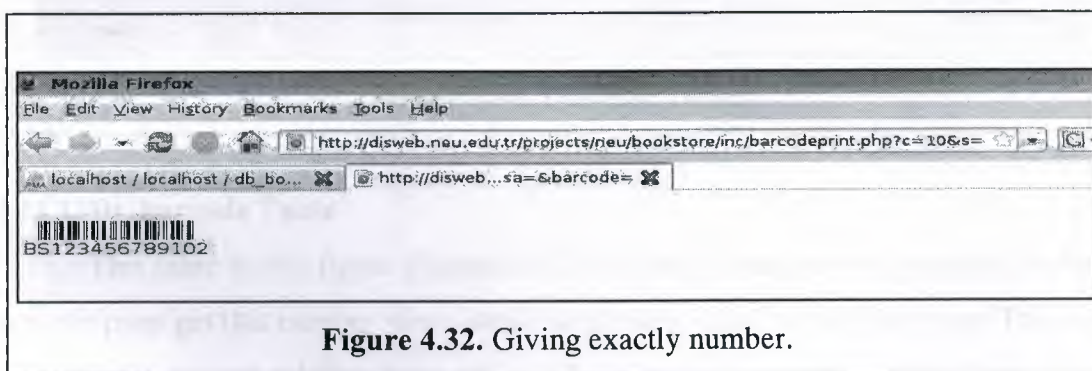 Mozilla Firefox
File Edit View History Bookmarks Tools Help
http://disweb.neu.edu.tr/projects/neu/bookstore/inc/barcodeprint.php?c=10&s=
localhost / localhost / db_bo... http://disweb...sa=&barcode=
BS123456789102
Figure 4.32. Giving exactly number.